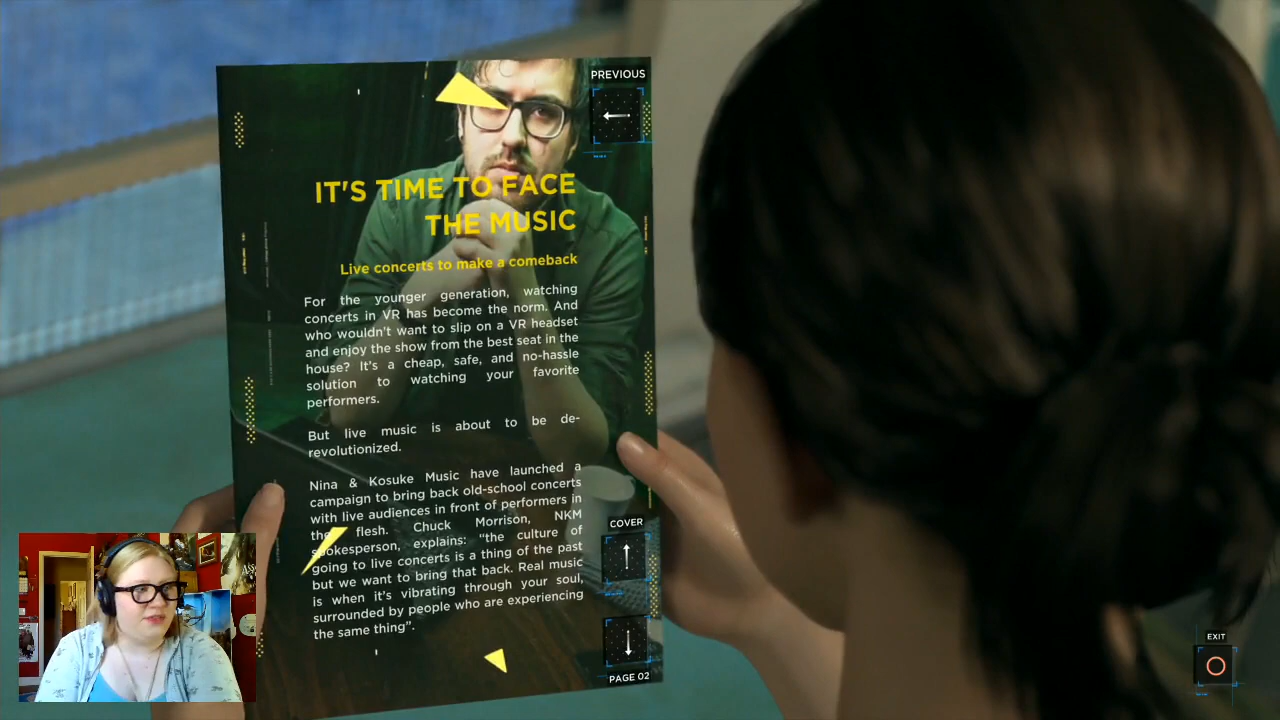 PREVIOUS
IT'S TIME TO FACE
THE MUSIC
Live concerts to make a comeback
For the younger generation, watching
concerts in VR has become the norm. And
who wouldn't want to slip on a VR headset
and enjoy the show from the best seat in the
house? It's a cheap, safe, and no-hassle
solution to watching your favorite
performers.
But live music is about to be de-
revolutionized.
Nina & Kosuke Music have launched a
campaign to bring back old-school concerts
with live audiences in front of performers in
the flesh. Chuck Morrison, NKM
spokesperson, explains: “the culture of
going to live concerts is a thing of the past
but we want to bring that back. Real music
is when it's vibrating through your soul,
surrounded by people who are experiencing
the same thing”.
COVER
PAGE 02
EXIT